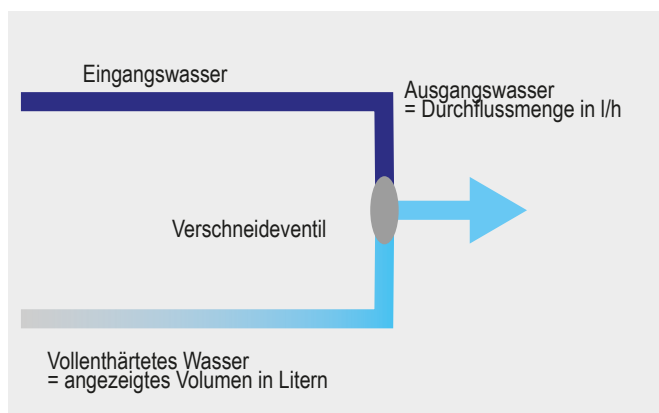 Eingangswasser
Ausgangswasser
= Durchflussmenge in l/h
Verschneideventil
Vollenthärtetes Wasser
= angezeigtes Volumen in Litern